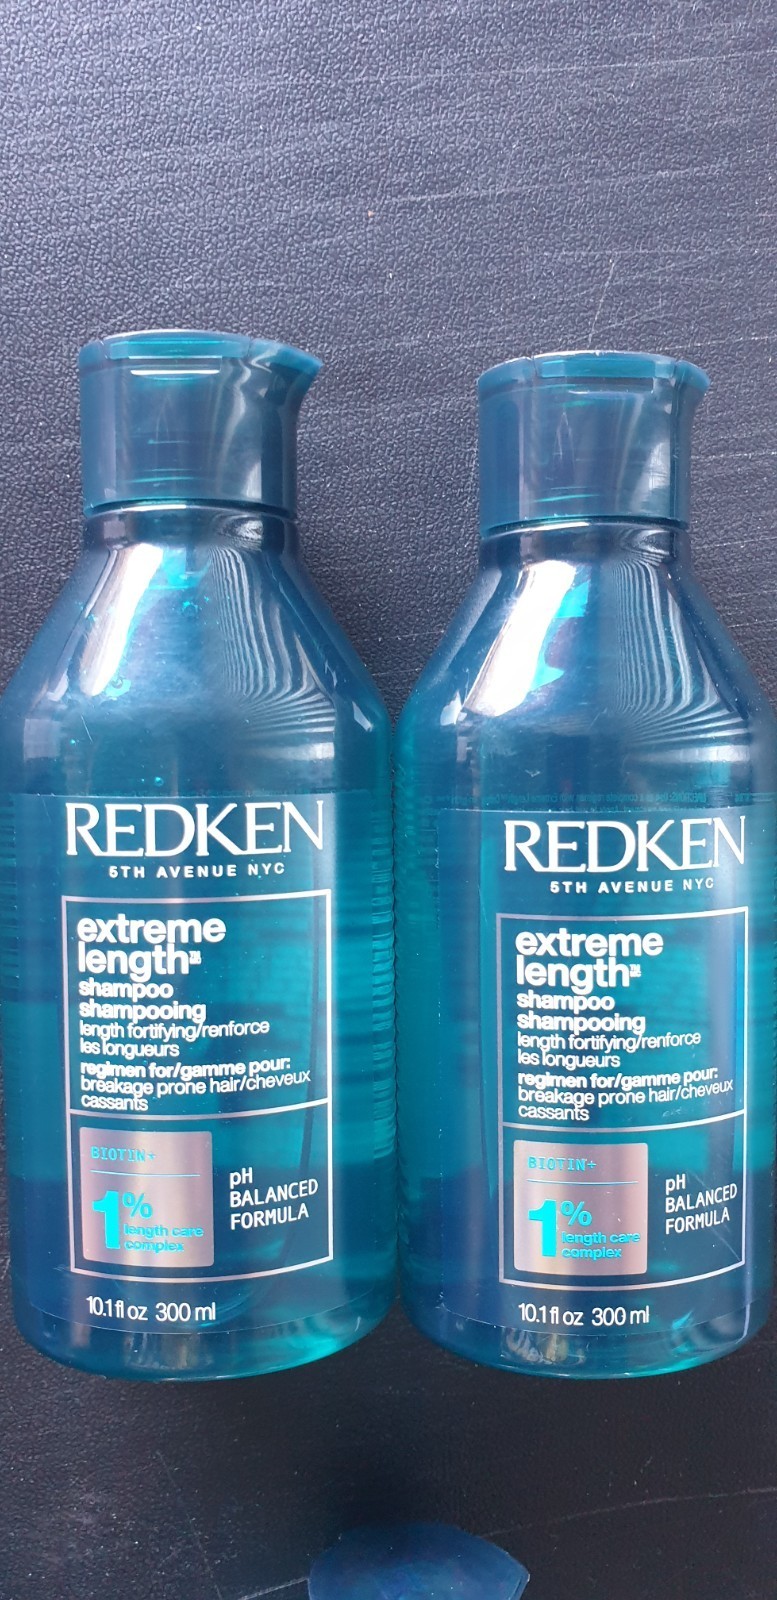 REDKEN
5TH AVENUE NYC
extreme
length™
shampoo
shampooing
length fortifying/renforce
les longueurs
regimen for/gamme pour:
breakage prone hair/cheveux
cassants
BIOTIN+
1%
length care
complex
pH
BALANCED
FORMULA
10.1 fl oz 300 ml
REDKEN
5TH AVENUE NYC
extreme
length™
shampoo
shampooing
length fortifying/renforce
les longueurs
regimen for/gamme pour:
breakage prone hair/cheveux
cassants
BIOTIN+
1%
length care
complex
pH
BALANCED
FORMULA
10.1 fl oz 300 ml